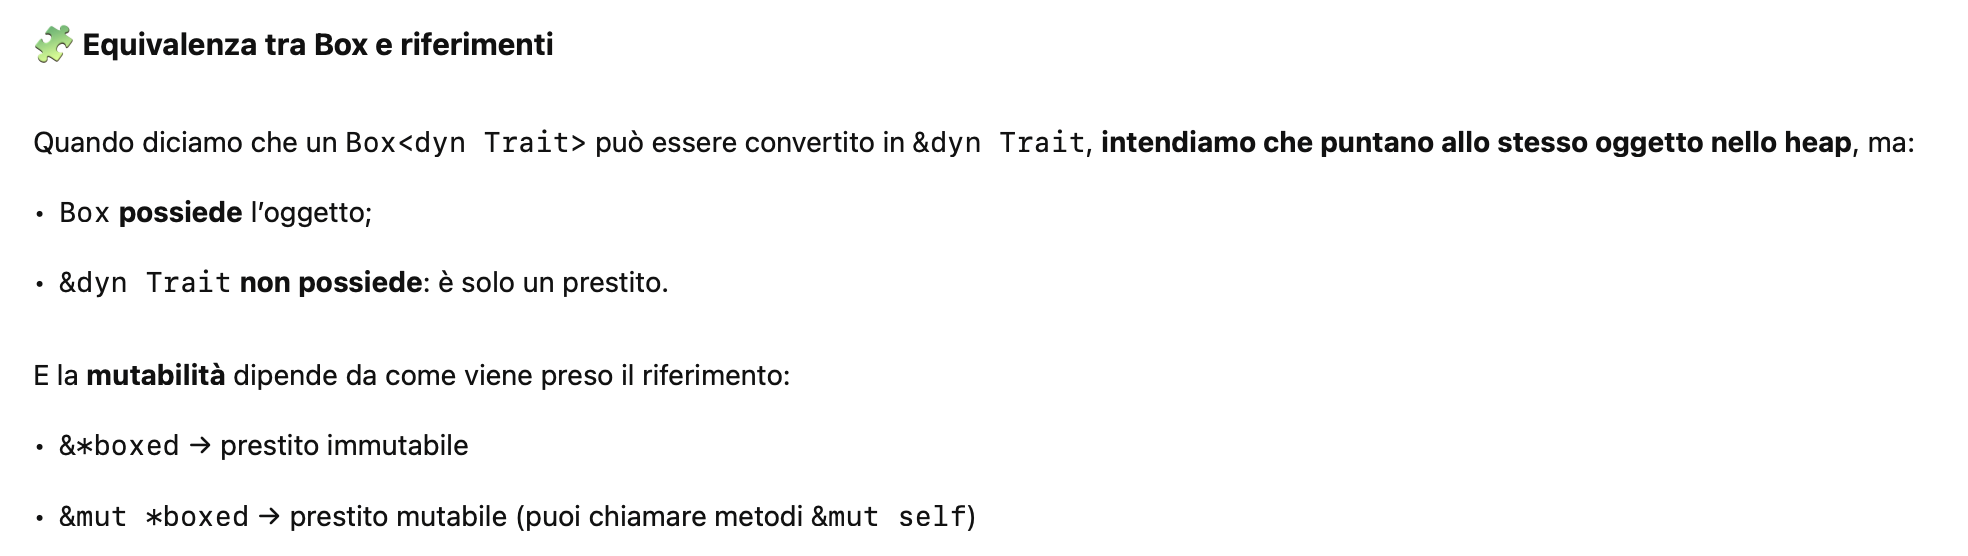 🧩 Equivalenza tra Box e riferimenti
Quando diciamo che un Box<dyn Trait> può essere convertito in &dyn Trait, intendiamo che puntano allo stesso oggetto nello heap, ma:
• Box possiede l’oggetto;
• &dyn Trait non possiede: è solo un prestito.
E la mutabilità dipende da come viene preso il riferimento:
• &*boxed → prestito immutabile
• &mut *boxed → prestito mutabile (puoi chiamare metodi &mut self)